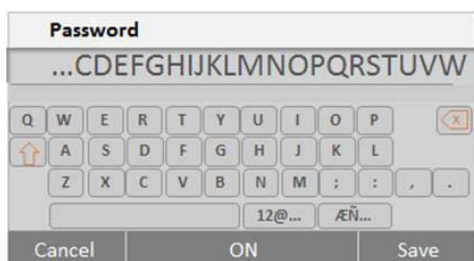 Password
...CDEFGHIJKLMNOPQRSTUVW
Q W E R T Y U I O P X
A S D F G H J K L
Z X C V B N M ; : , .
12@... ÆÑ...
Cancel ON Save